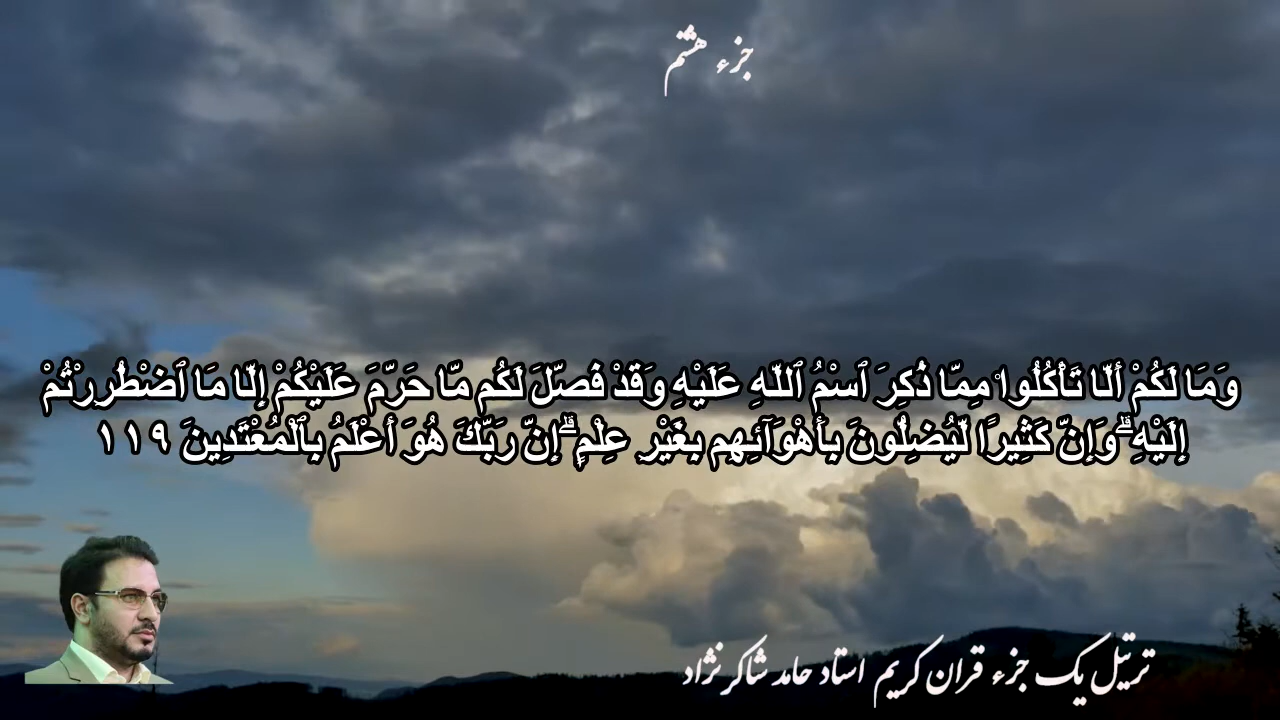 جزء هشتم
وَمَا لَكُمْ أَلَّا تَأْكُلُوا۟ مِمَّا ذُكِرَ ٱسْمُ ٱللَّهِ عَلَيْهِ وَقَدْ فَصَّلَ لَكُم مَّا حَرَّمَ عَلَيْكُمْ إِلَّا مَا ٱضْطُرِرْتُمْ
إِلَيْهِ ۗ وَإِنَّ كَثِيرًا لَّيُضِلُّونَ بِأَهْوَآئِهِم بِغَيْرِ عِلْمٍ ۗ إِنَّ رَبَّكَ هُوَ أَعْلَمُ بِٱلْمُعْتَدِينَ ١١٩
ترتیل یک جزء قران کریم استاد حامد شاکرنژاد